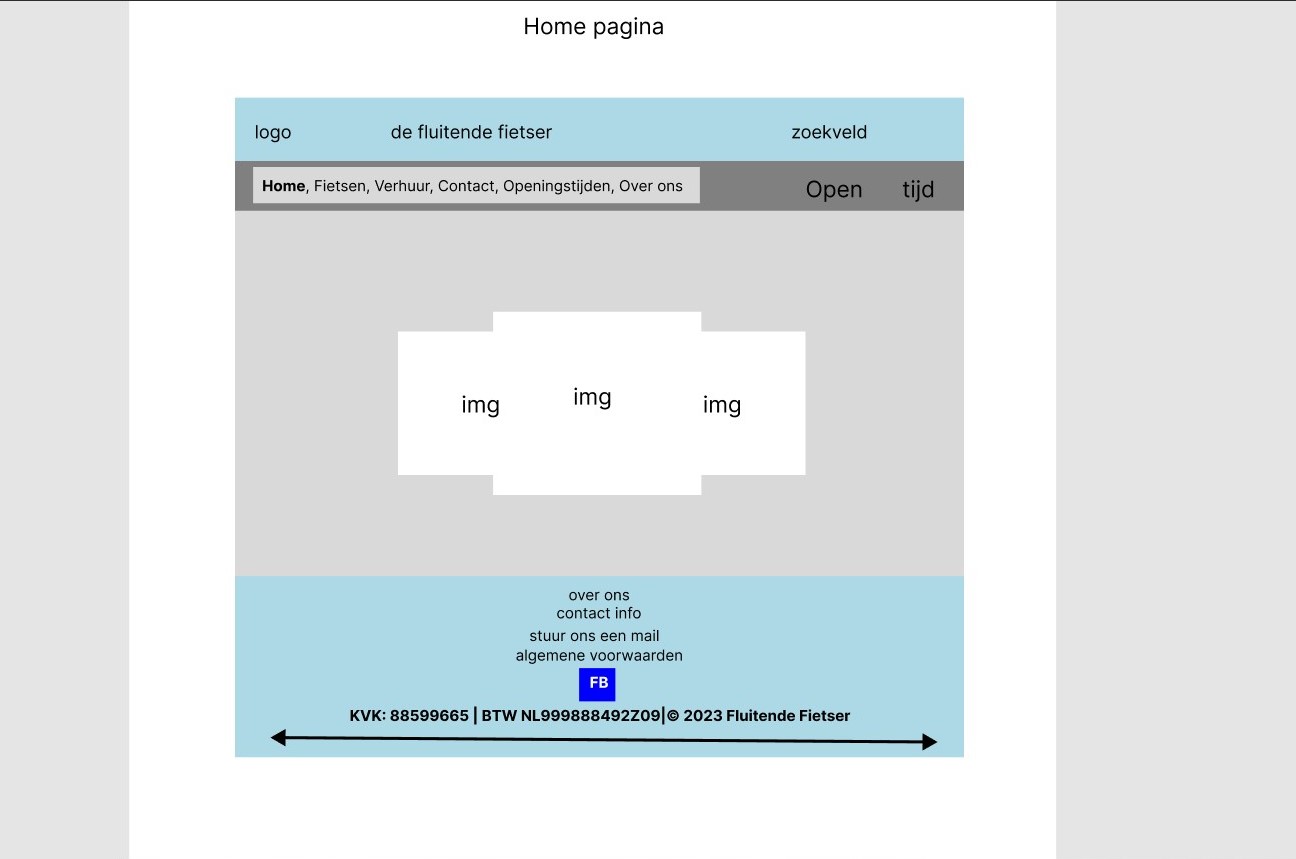 Home pagina
logo de fluitende fietser zoekveld
Home, Fietsen, Verhuur, Contact, Openingstijden, Over ons Open tijd
img img img
over ons
contact info
stuur ons een mail
algemene voorwaarden
FB
KVK: 88599665 | BTW NL999888492Z09|© 2023 Fluitende Fietser